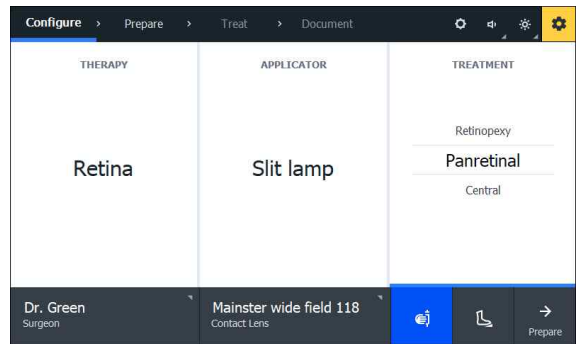 Configure > Prepare > Treat > Document
THERAPY
Retina
APPLICATOR
Slit lamp
TREATMENT
Retinopexy
Panretinal
Central
Dr. Green
Surgeon
Mainster wide field 118
Contact Lens
Prepare